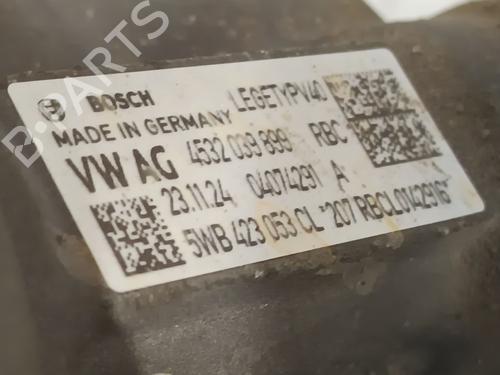 BOSCH LEGETYPV40
MADE IN GERMANY
VW AG 4532 039 899 RBC
23.11.24 04074291 A
5WB 423 053 CL *207 RBCL0142916*
B-PARTS